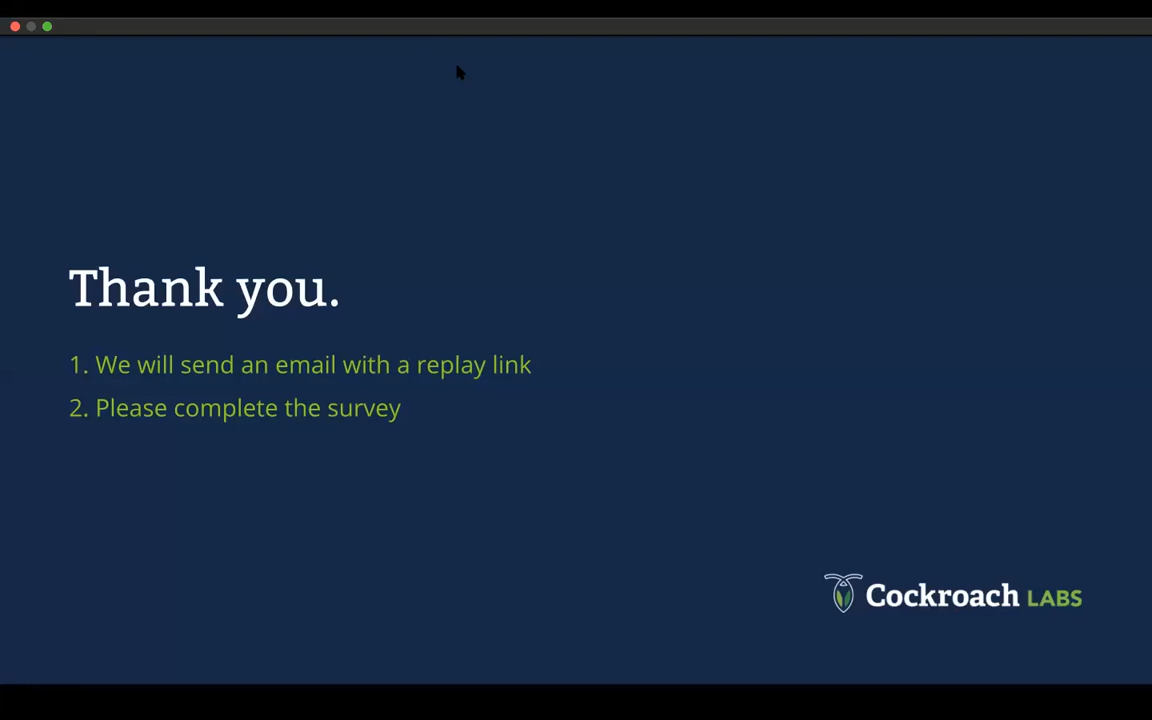 Thank you.
1. We will send an email with a replay link
2. Please complete the survey
Cockroach LABS